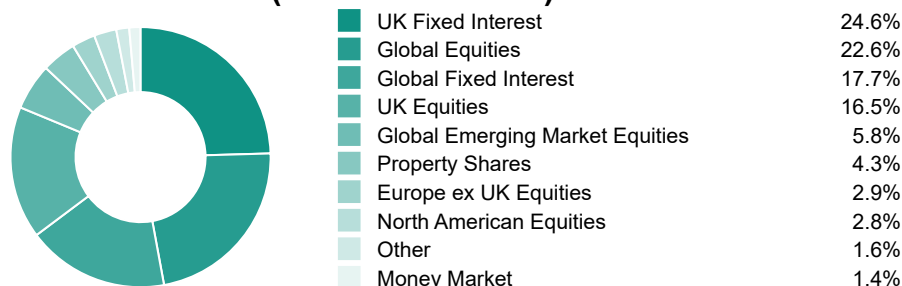 UK Fixed Interest 24.6%
Global Equities 22.6%
Global Fixed Interest 17.7%
UK Equities 16.5%
Global Emerging Market Equities 5.8%
Property Shares 4.3%
Europe ex UK Equities 2.9%
North American Equities 2.8%
Other 1.6%
Money Market 1.4%